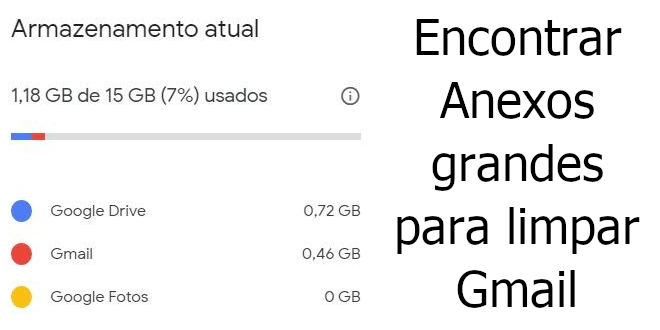 Armazenamento atual
1,18 GB de 15 GB (7%) usados
Google Drive 0,72 GB
Gmail 0,46 GB
Google Fotos 0 GB
Encontrar
Anexos
grandes
para limpar
Gmail